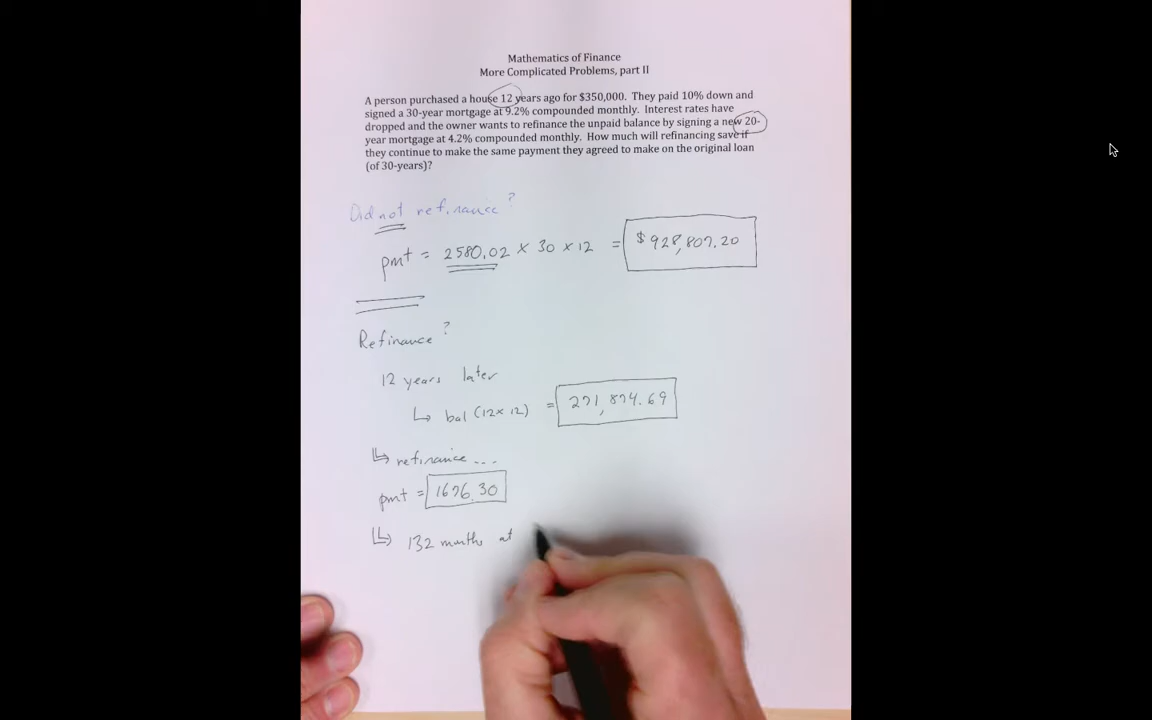 Mathematics of Finance
More Complicated Problems, part II
A person purchased a house 12 years ago for $350,000. They paid 10% down and
signed a 30-year mortgage at 9.2% compounded monthly. Interest rates have
dropped and the owner wants to refinance the unpaid balance by signing a new 20-
year mortgage at 4.2% compounded monthly. How much will refinancing save if
they continue to make the same payment they agreed to make on the original loan
(of 30-years)?
Did not refinance?
pmt = 2580.02 × 30 × 12 = $928,807.20
Refinance?
12 years later
↳ bal (12×12) = 271,874.69
↳ refinance...
pmt = 1676.30
↳ 132 months at